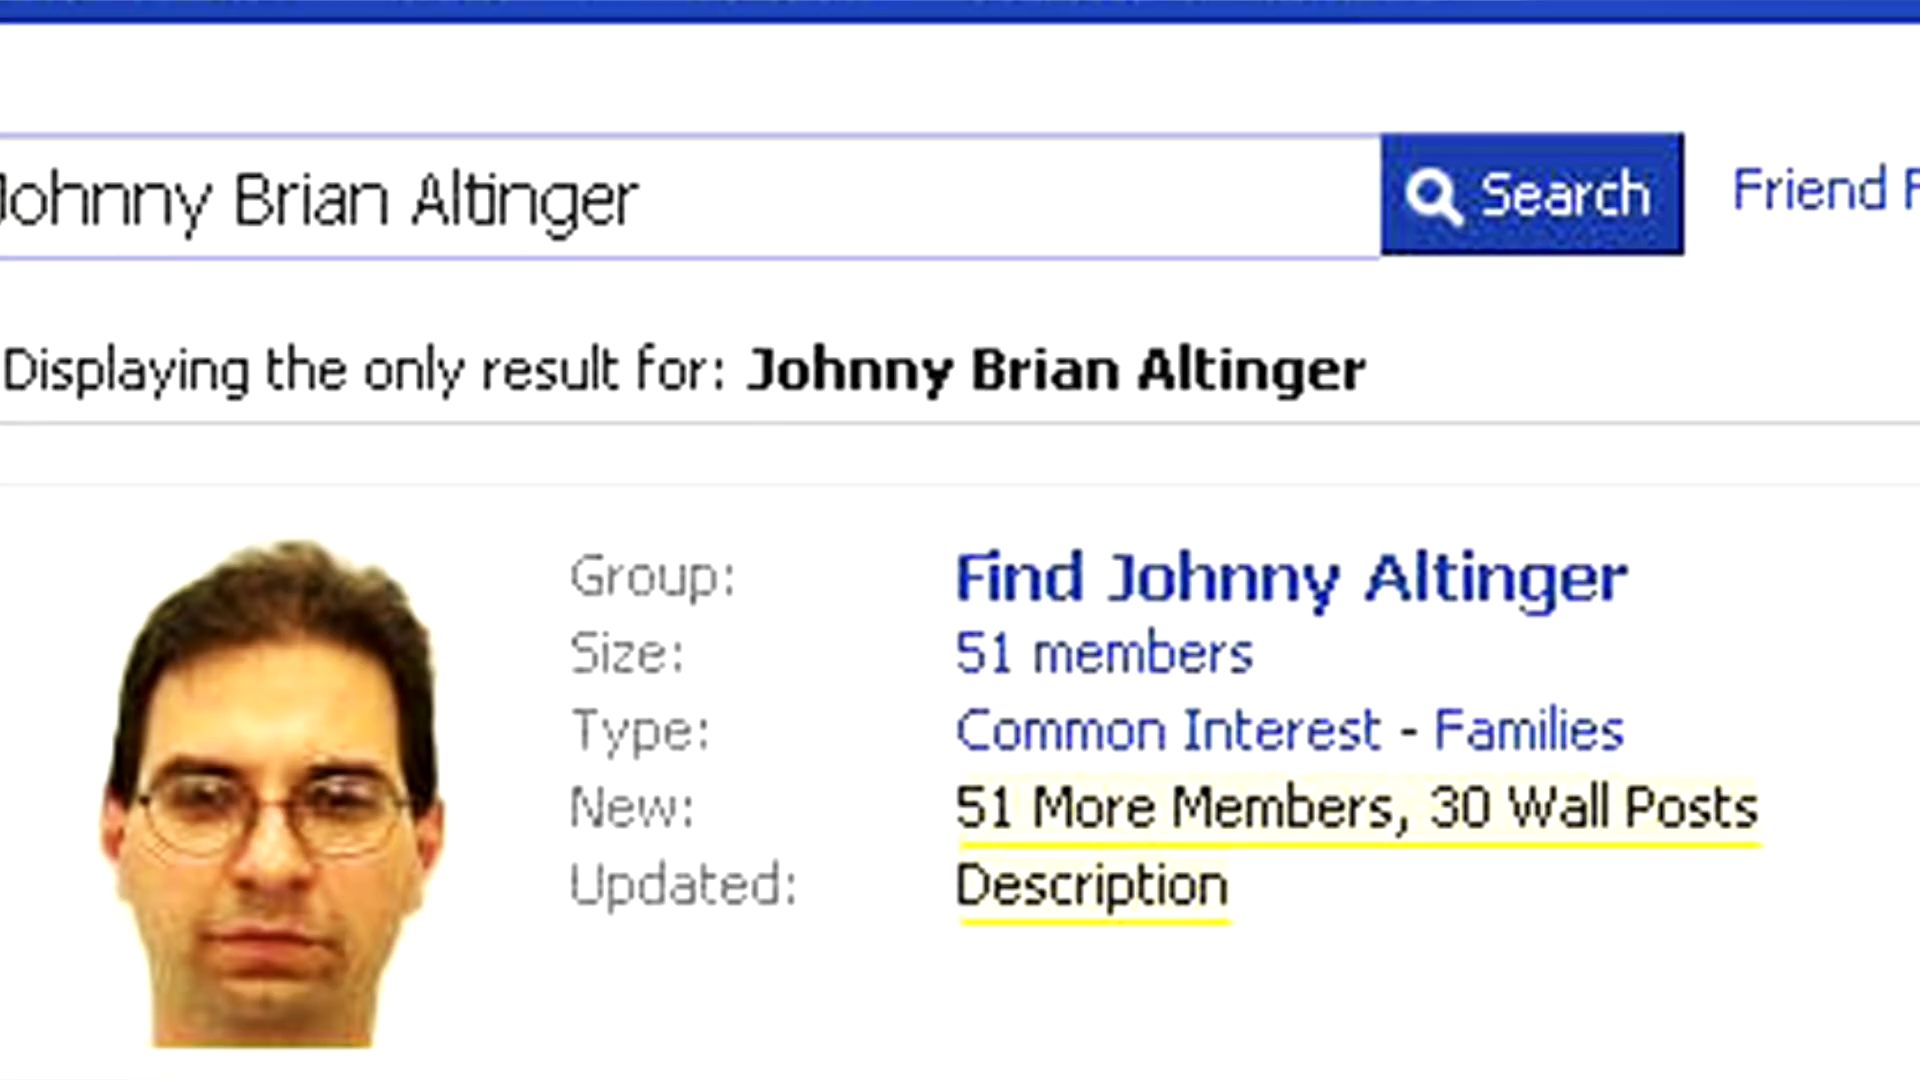 Johnny Brian Altinger
Search
Friend
Displaying the only result for: Johnny Brian Altinger
Group: Find Johnny Altinger
Size: 51 members
Type: Common Interest - Families
New: 51 More Members, 30 Wall Posts
Updated: Description